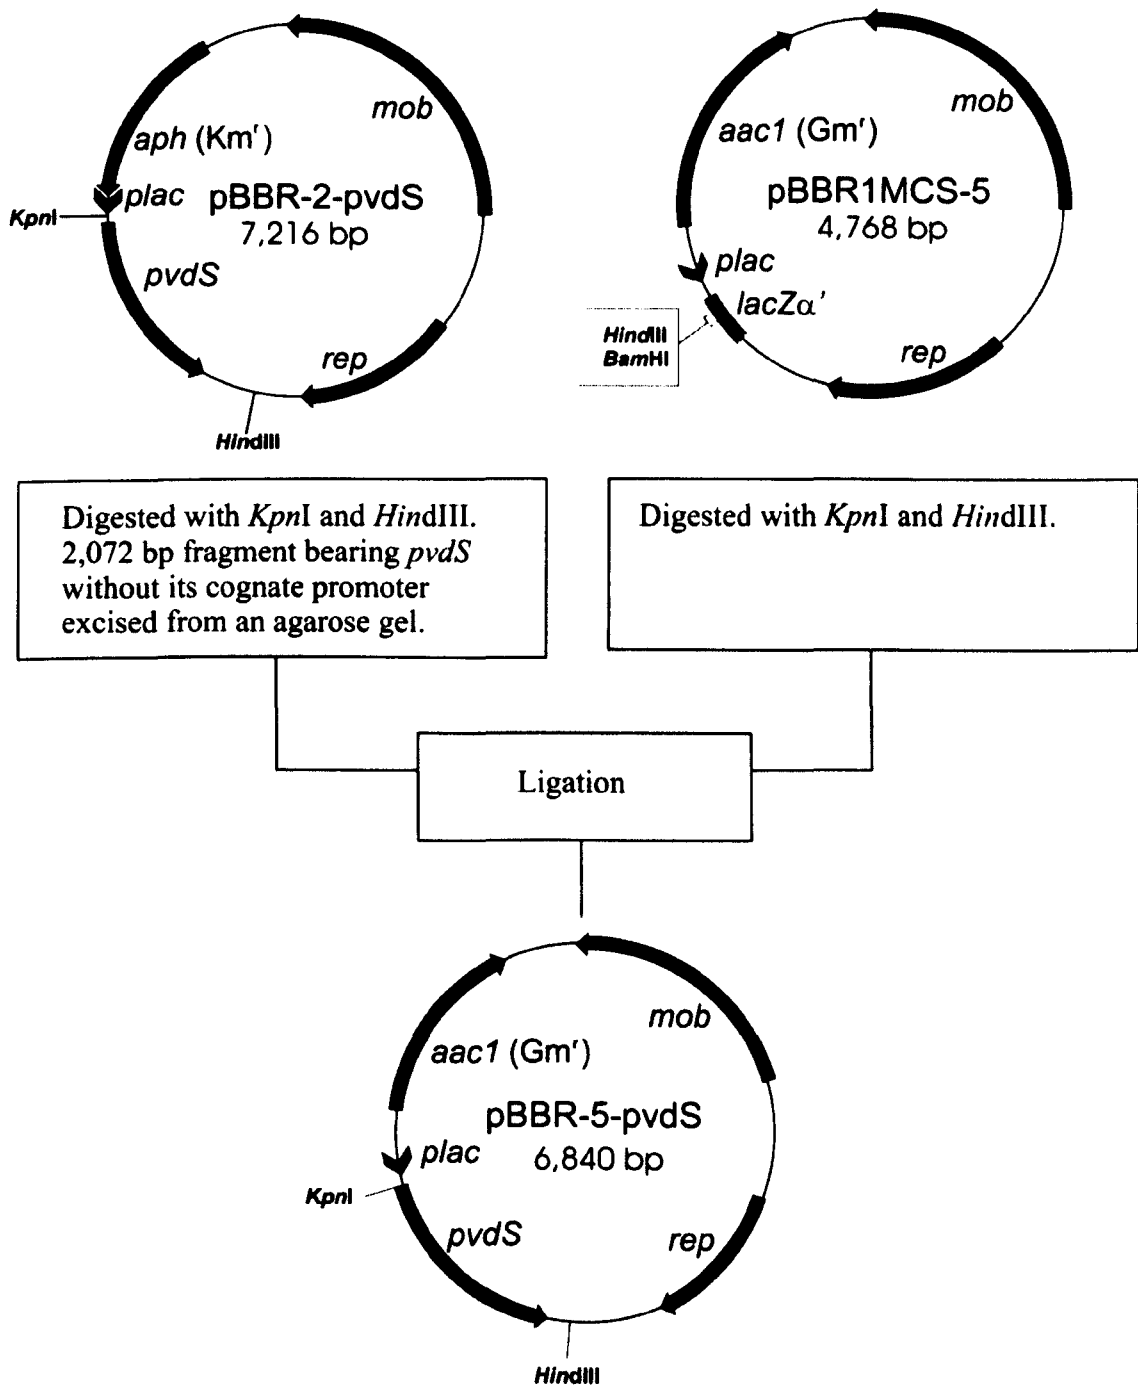 mob
aph (Kmʳ)
plac
pBBR-2-pvdS
7,216 bp
KpnI
pvdS
rep
HindIII
mob
aac1 (Gmʳ)
pBBR1MCS-5
4,768 bp
plac
lacZα'
HindIII
BamHI
rep
Digested with KpnI and HindIII.
2,072 bp fragment bearing pvdS
without its cognate promoter
excised from an agarose gel.
Digested with KpnI and HindIII.
Ligation
mob
aac1 (Gmʳ)
pBBR-5-pvdS
6,840 bp
plac
KpnI
pvdS
rep
HindIII